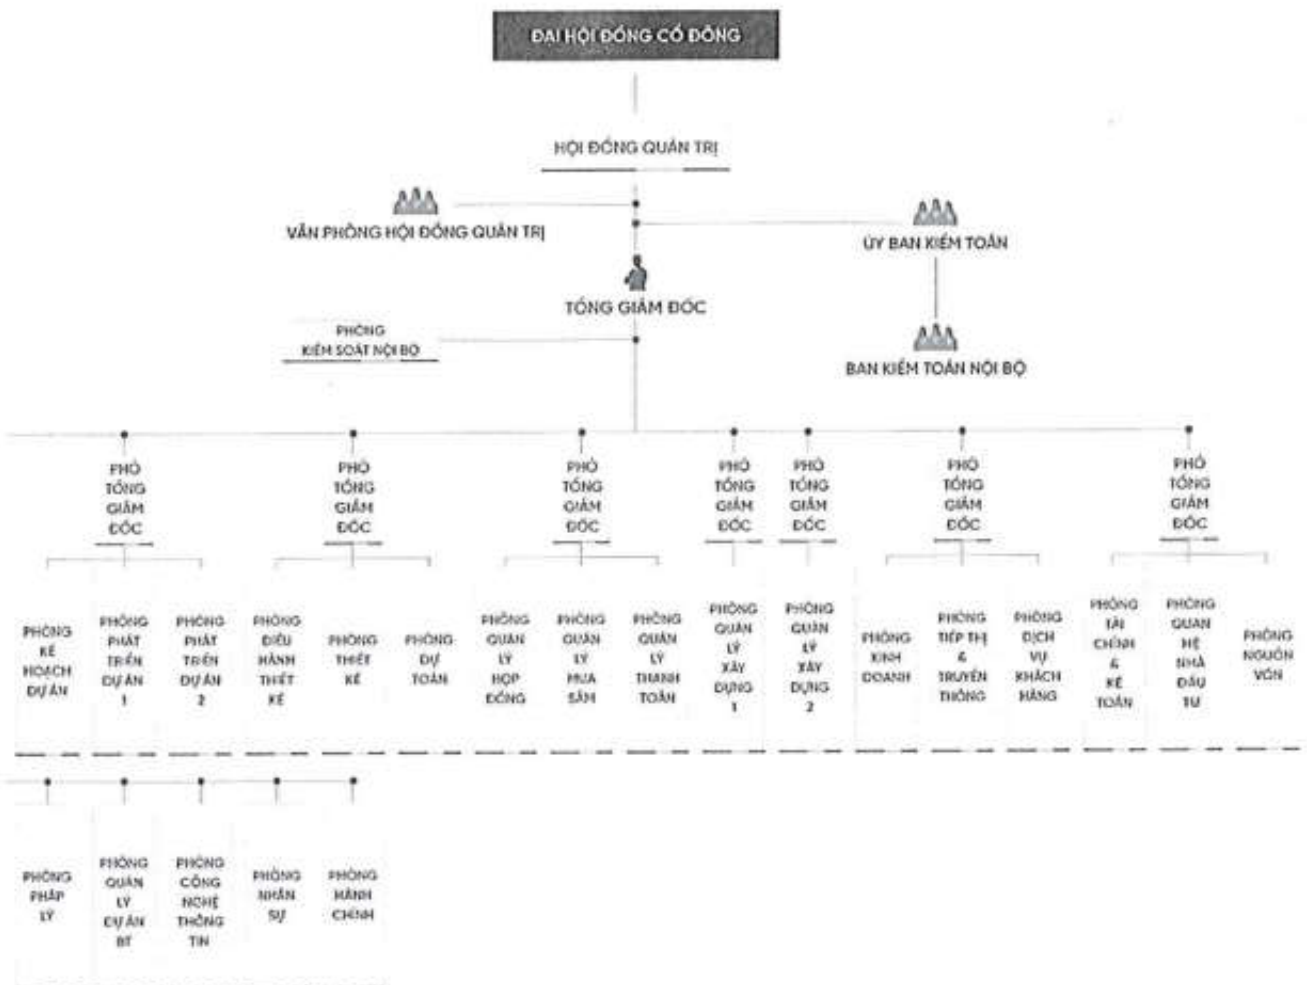 ĐẠI HỘI ĐỒNG CỔ ĐÔNG
HỘI ĐỒNG QUẢN TRỊ
VĂN PHÒNG HỘI ĐỒNG QUẢN TRỊ
ỦY BAN KIỂM TOÁN
TỔNG GIÁM ĐỐC
PHÒNG
KIỂM SOÁT NỘI BỘ
BAN KIỂM TOÁN NỘI BỘ
PHÓ
TỔNG
GIÁM
ĐỐC
PHÓ
TỔNG
GIÁM
ĐỐC
PHÓ
TỔNG
GIÁM
ĐỐC
PHÓ
TỔNG
GIÁM
ĐỐC
PHÓ
TỔNG
GIÁM
ĐỐC
PHÓ
TỔNG
GIÁM
ĐỐC
PHÓ
TỔNG
GIÁM
ĐỐC
PHÒNG
KẾ
HOẠCH
DỰ ÁN
PHÒNG
PHÁT
TRIỂN
DỰ ÁN
1
PHÒNG
PHÁT
TRIỂN
DỰ ÁN
2
PHÒNG
ĐIỀU
HÀNH
THIẾT
KẾ
PHÒNG
THIẾT
KẾ
PHÒNG
DỰ
TOÁN
PHÒNG
QUẢN
LÝ
HỢP
ĐỒNG
PHÒNG
QUẢN
LÝ
MUA
SẮM
PHÒNG
QUẢN
LÝ
THANH
TOÁN
PHÒNG
QUẢN
LÝ
XÂY
DỰNG
1
PHÒNG
QUẢN
LÝ
XÂY
DỰNG
2
PHÒNG
KINH
DOANH
PHÒNG
TIẾP THỊ
&
TRUYỀN
THÔNG
PHÒNG
DỊCH
VỤ
KHÁCH
HÀNG
PHÒNG
TÀI
CHÍNH
&
KẾ
TOÁN
PHÒNG
QUAN
HỆ
NHÀ
ĐẦU
TƯ
PHÒNG
NGUỒN
VỐN
PHÒNG
PHÁP
LÝ
PHÒNG
QUẢN
LÝ
DỰ ÁN
BT
PHÒNG
CÔNG
NGHỆ
THÔNG
TIN
PHÒNG
NHÂN
SỰ
PHÒNG
HÀNH
CHÍNH